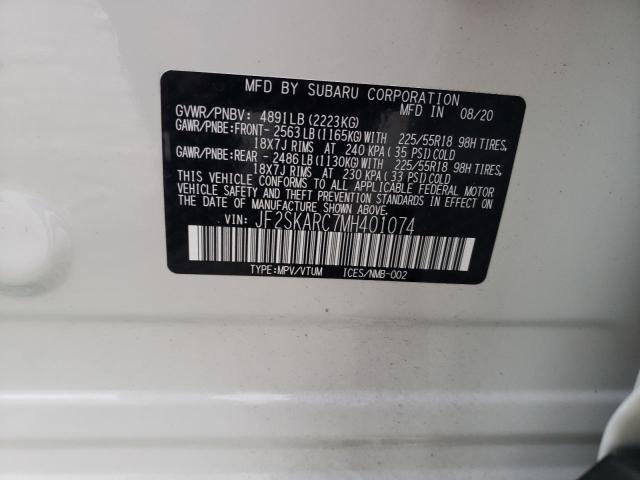 MFD BY SUBARU CORPORATION
GVWR/PNBV: 4891LB (2223KG) MFD IN 08/20
GAWR/PNBE:FRONT- 2563LB(1165KG)WITH 225/55R18 98H TIRES,
18X7J RIMS AT 240 KPA(35 PSI)COLD
GAWR/PNBE:REAR - 2486LB(1130KG)WITH 225/55R18 98H TIRES,
18X7J RIMS AT 230 KPA(33 PSI)COLD
THIS VEHICLE CONFORMS TO ALL APPLICABLE FEDERAL MOTOR
VEHICLE SAFETY AND THEFT PREVENTION STANDARDS IN EFFECT ON
THE DATE OF MANUFACTURE SHOWN ABOVE.
VIN: JF2SKARC7MH401074
TYPE:MPV/VTUM ICES/NMB-002